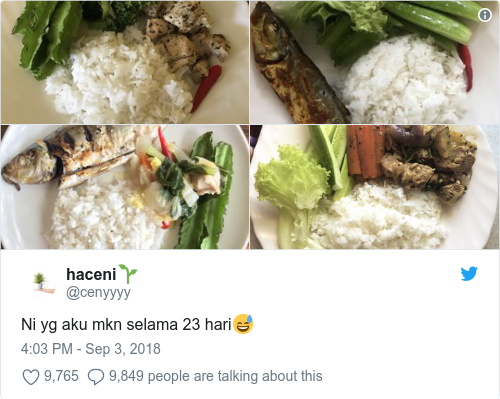 haceni🌱
@cenyyyy
Ni yg aku mkn selama 23 hari😅
4:03 PM - Sep 3, 2018
9,765 9,849 people are talking about this